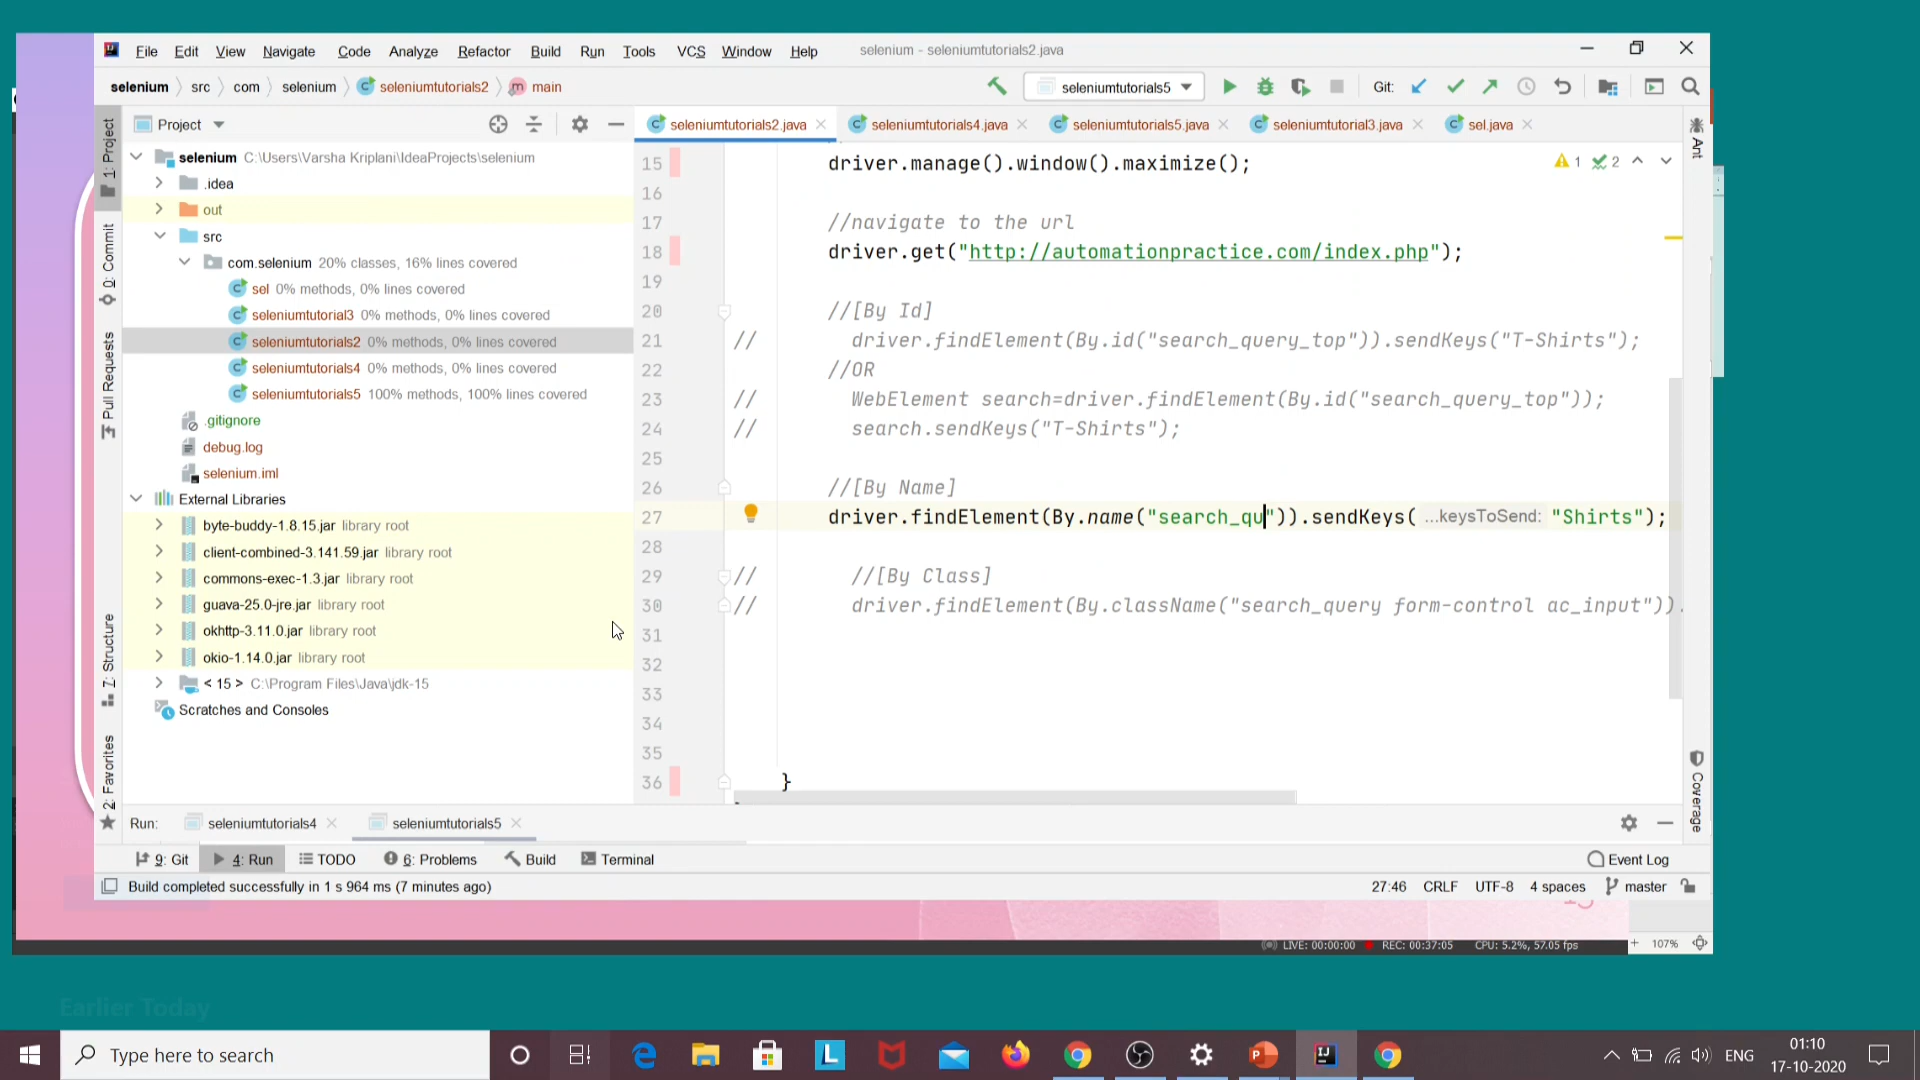 File Edit View Navigate Code Analyze Refactor Build Run Tools VCS Window Help selenium - seleniumtutorials2.java
selenium src com selenium seleniumtutorials2 main seleniumtutorials5 Git:
Project seleniumtutorials2.java seleniumtutorials4.java seleniumtutorials5.java seleniumtutorial3.java sel.java
1: Project
0: Commit
Pull Requests
Z: Structure
2: Favorites
selenium C:\Users\Varsha Kriplani\IdeaProjects\selenium
.idea
out
src
com.selenium 20% classes, 16% lines covered
sel 0% methods, 0% lines covered
seleniumtutorial3 0% methods, 0% lines covered
seleniumtutorials2 0% methods, 0% lines covered
seleniumtutorials4 0% methods, 0% lines covered
seleniumtutorials5 100% methods, 100% lines covered
.gitignore
debug.log
selenium.iml
External Libraries
byte-buddy-1.8.15.jar library root
client-combined-3.141.59.jar library root
commons-exec-1.3.jar library root
guava-25.0-jre.jar library root
okhttp-3.11.0.jar library root
okio-1.14.0.jar library root
< 15 > C:\Program Files\Java\jdk-15
Scratches and Consoles
15 driver.manage().window().maximize(); 1 2
16
17 //navigate to the url
18 driver.get("http://automationpractice.com/index.php");
19
20 //[By Id]
21 // driver.findElement(By.id("search_query_top")).sendKeys("T-Shirts");
22 //OR
23 // WebElement search=driver.findElement(By.id("search_query_top"));
24 // search.sendKeys("T-Shirts");
25
26 //[By Name]
27 driver.findElement(By.name("search_qu")).sendKeys( ...keysToSend: "Shirts");
28
29 // //[By Class]
30 // driver.findElement(By.className("search_query form-control ac_input")).
31
32
33
34
35
36 }
Ant
Coverage
Run: seleniumtutorials4 seleniumtutorials5
9: Git 4: Run TODO 6: Problems Build Terminal Event Log
Build completed successfully in 1 s 964 ms (7 minutes ago) 27:46 CRLF UTF-8 4 spaces master
LIVE: 00:00:00 REC: 00:37:05 CPU: 5.2%, 57.05 fps 107%
Earlier Today
Type here to search ENG 01:10
17-10-2020